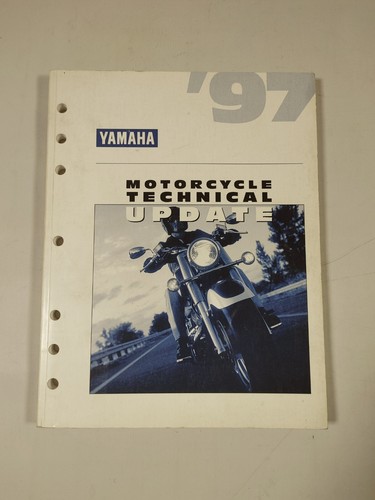 '97
YAMAHA
MOTORCYCLE
TECHNICAL
UPDATE